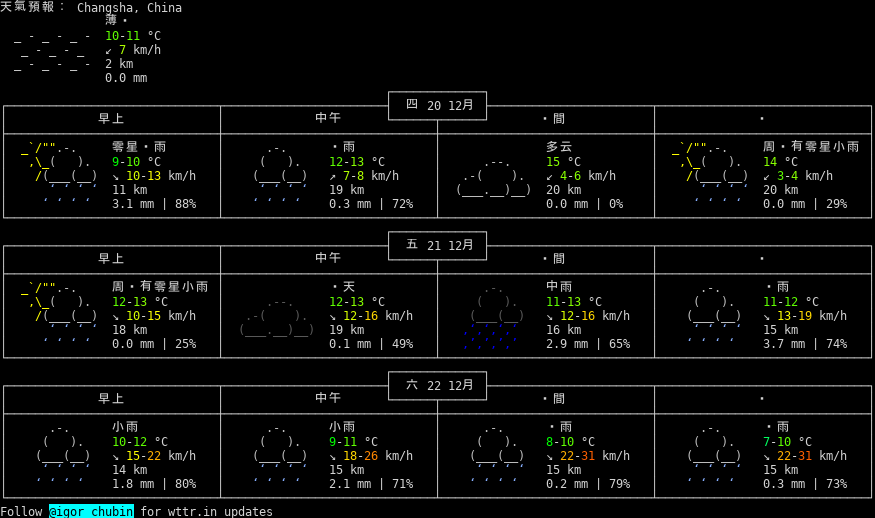 天氣預報： Changsha, China
薄・
10-11 °C
↙ 7 km/h
2 km
0.0 mm
四 20 12月
早上 中午 ・間 ・
零星・雨 ・雨 多云 周・有零星小雨
9-10 °C 12-13 °C 15 °C 14 °C
↘ 10-13 km/h ↗ 7-8 km/h ↙ 4-6 km/h ↙ 3-4 km/h
11 km 19 km 20 km 20 km
3.1 mm | 88% 0.3 mm | 72% 0.0 mm | 0% 0.0 mm | 29%
五 21 12月
早上 中午 ・間 ・
周・有零星小雨 ・天 中雨 ・雨
12-13 °C 12-13 °C 11-13 °C 11-12 °C
↘ 10-15 km/h ↘ 12-16 km/h ↘ 12-16 km/h ↘ 13-19 km/h
18 km 19 km 16 km 15 km
0.0 mm | 25% 0.1 mm | 49% 2.9 mm | 65% 3.7 mm | 74%
六 22 12月
早上 中午 ・間 ・
小雨 小雨 ・雨 ・雨
10-12 °C 9-11 °C 8-10 °C 7-10 °C
↘ 15-22 km/h ↘ 18-26 km/h ↘ 22-31 km/h ↘ 22-31 km/h
14 km 15 km 15 km 15 km
1.8 mm | 80% 2.1 mm | 71% 0.2 mm | 79% 0.3 mm | 73%
Follow @igor_chubin for wttr.in updates